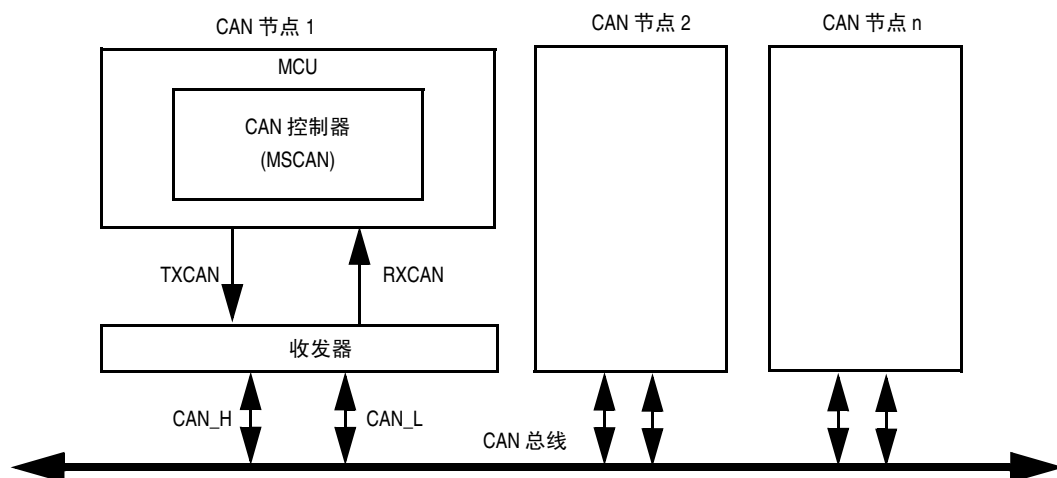 CAN 节点 1
CAN 节点 2
CAN 节点 n
MCU
CAN 控制器
(MSCAN)
TXCAN
RXCAN
收发器
CAN_H
CAN_L
CAN 总线